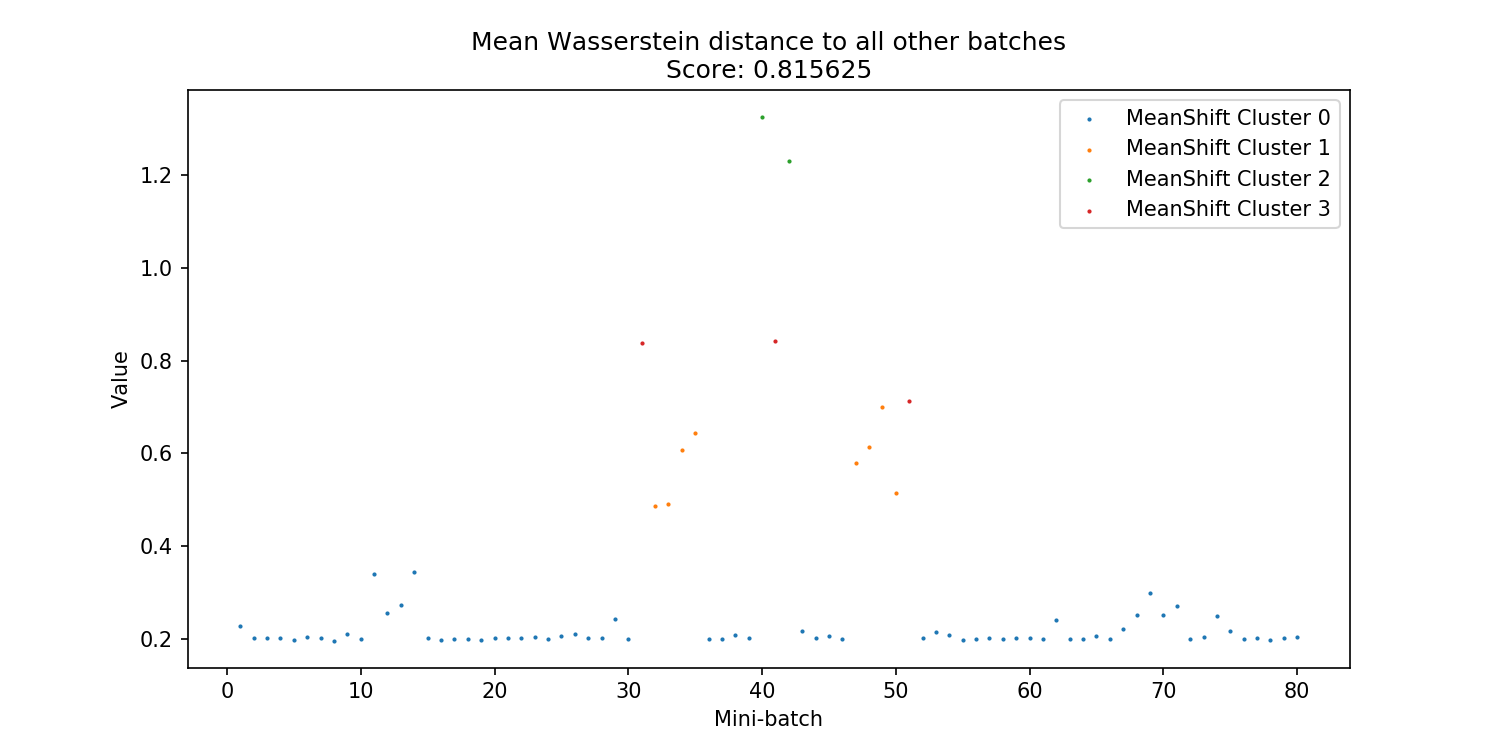 Mean Wasserstein distance to all other batches
Score: 0.815625
MeanShift Cluster 0
MeanShift Cluster 1
MeanShift Cluster 2
MeanShift Cluster 3
Value
1.2
1.0
0.8
0.6
0.4
0.2
0 10 20 30 40 50 60 70 80
Mini-batch